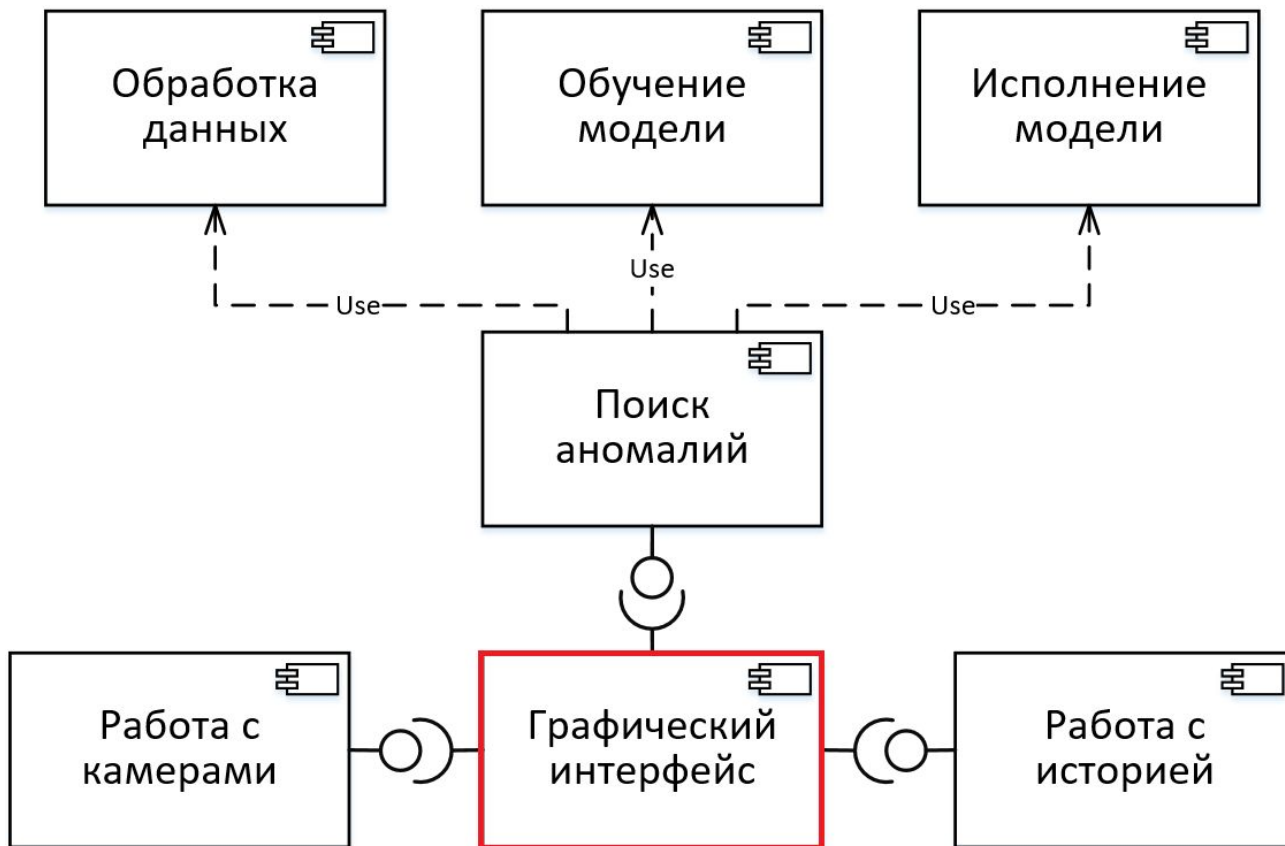 Обработка
данных
Обучение
модели
Исполнение
модели
Use
Use
Use
Поиск
аномалий
Работа с
камерами
Графический
интерфейс
Работа с
историей